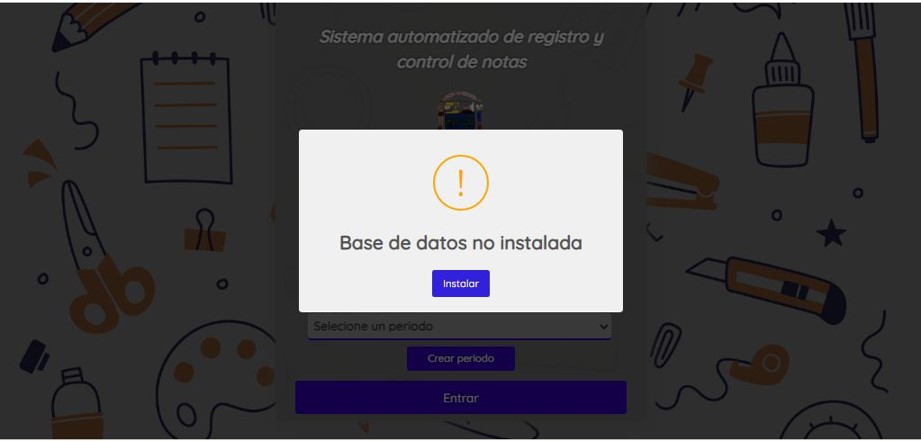 Sistema automatizado de registro y
control de notas
Base de datos no instalada
Instalar
Selecione un periodo
Crear periodo
Entrar